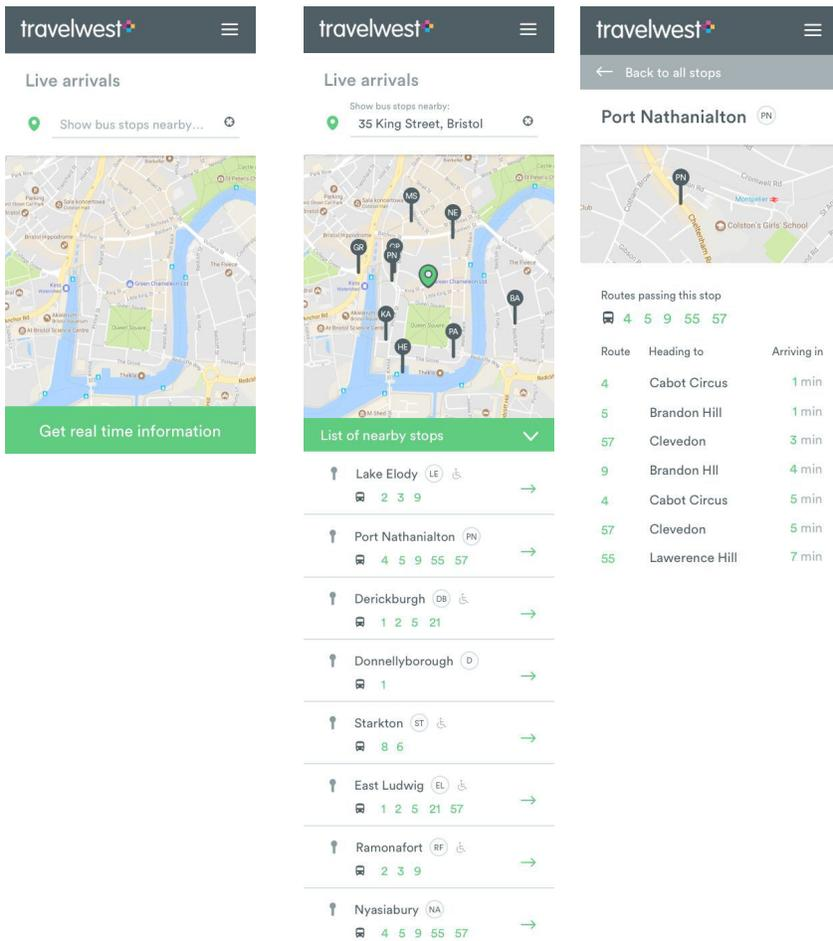 travelwest
Live arrivals
Show bus stops nearby...
Get real time information
travelwest
Live arrivals
Show bus stops nearby:
35 King Street, Bristol
MS
NE
GR
PN
BA
KA
PA
HE
Queen Square
List of nearby stops
Lake Elody LE
2 3 9
Port Nathanialton PN
4 5 9 55 57
Derickburgh DB
1 2 5 21
Donnellyborough D
1
Starkton ST
8 6
East Ludwig EL
1 2 5 21 57
Ramonafort RF
2 3 9
Nyasiabury NA
4 5 9 55 57
travelwest
Back to all stops
Port Nathanialton PN
PN
Cromwell Rd
Montpelier
Colston's Girls' School
Cheltenham Rd
Routes passing this stop
4 5 9 55 57
Route Heading to Arriving in
4 Cabot Circus 1 min
5 Brandon Hill 1 min
57 Clevedon 3 min
9 Brandon HIll 4 min
4 Cabot Circus 5 min
57 Clevedon 5 min
55 Lawerence Hill 7 min